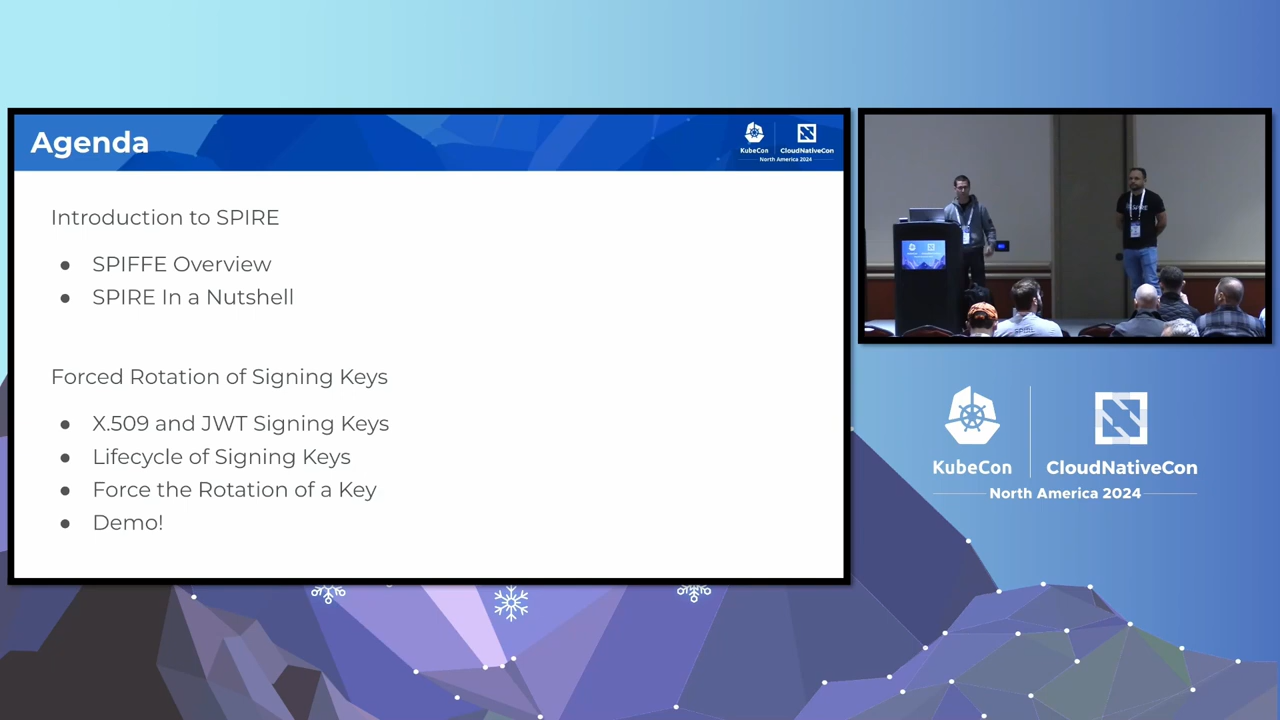 Agenda
KubeCon
CloudNativeCon
North America 2024
Introduction to SPIRE
● SPIFFE Overview
● SPIRE In a Nutshell
Forced Rotation of Signing Keys
● X.509 and JWT Signing Keys
● Lifecycle of Signing Keys
● Force the Rotation of a Key
● Demo!
KubeCon
CloudNativeCon
North America 2024